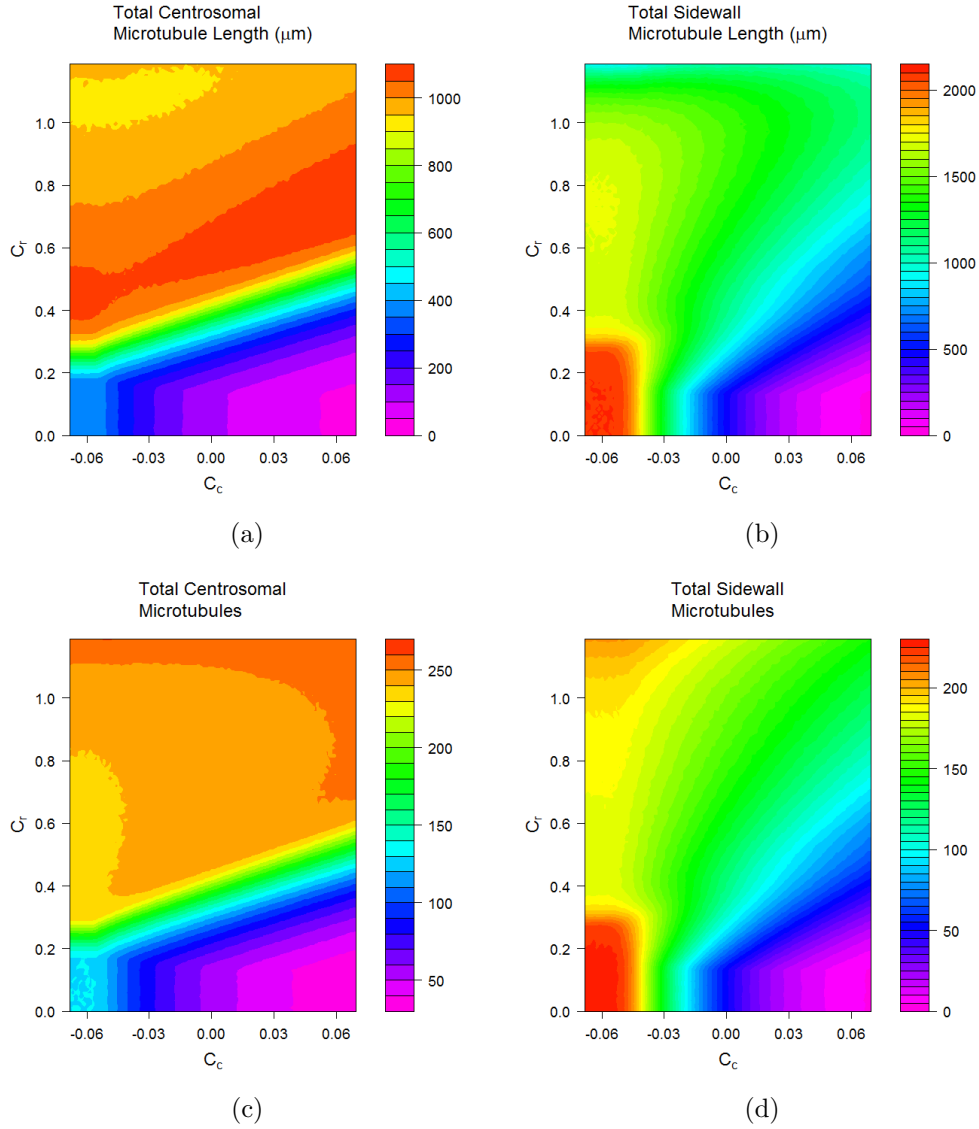 Total Centrosomal
Microtubule Length (μm)
1.0
0.8
0.6
0.4
0.2
0.0
Cr
-0.06 -0.03 0.00 0.03 0.06
Cc
1000
800
600
400
200
0
(a)
Total Sidewall
Microtubule Length (μm)
1.0
0.8
0.6
0.4
0.2
0.0
Cr
-0.06 -0.03 0.00 0.03 0.06
Cc
2000
1500
1000
500
0
(b)
Total Centrosomal
Microtubules
1.0
0.8
0.6
0.4
0.2
0.0
Cr
-0.06 -0.03 0.00 0.03 0.06
Cc
250
200
150
100
50
(c)
Total Sidewall
Microtubules
1.0
0.8
0.6
0.4
0.2
0.0
Cr
-0.06 -0.03 0.00 0.03 0.06
Cc
200
150
100
50
0
(d)